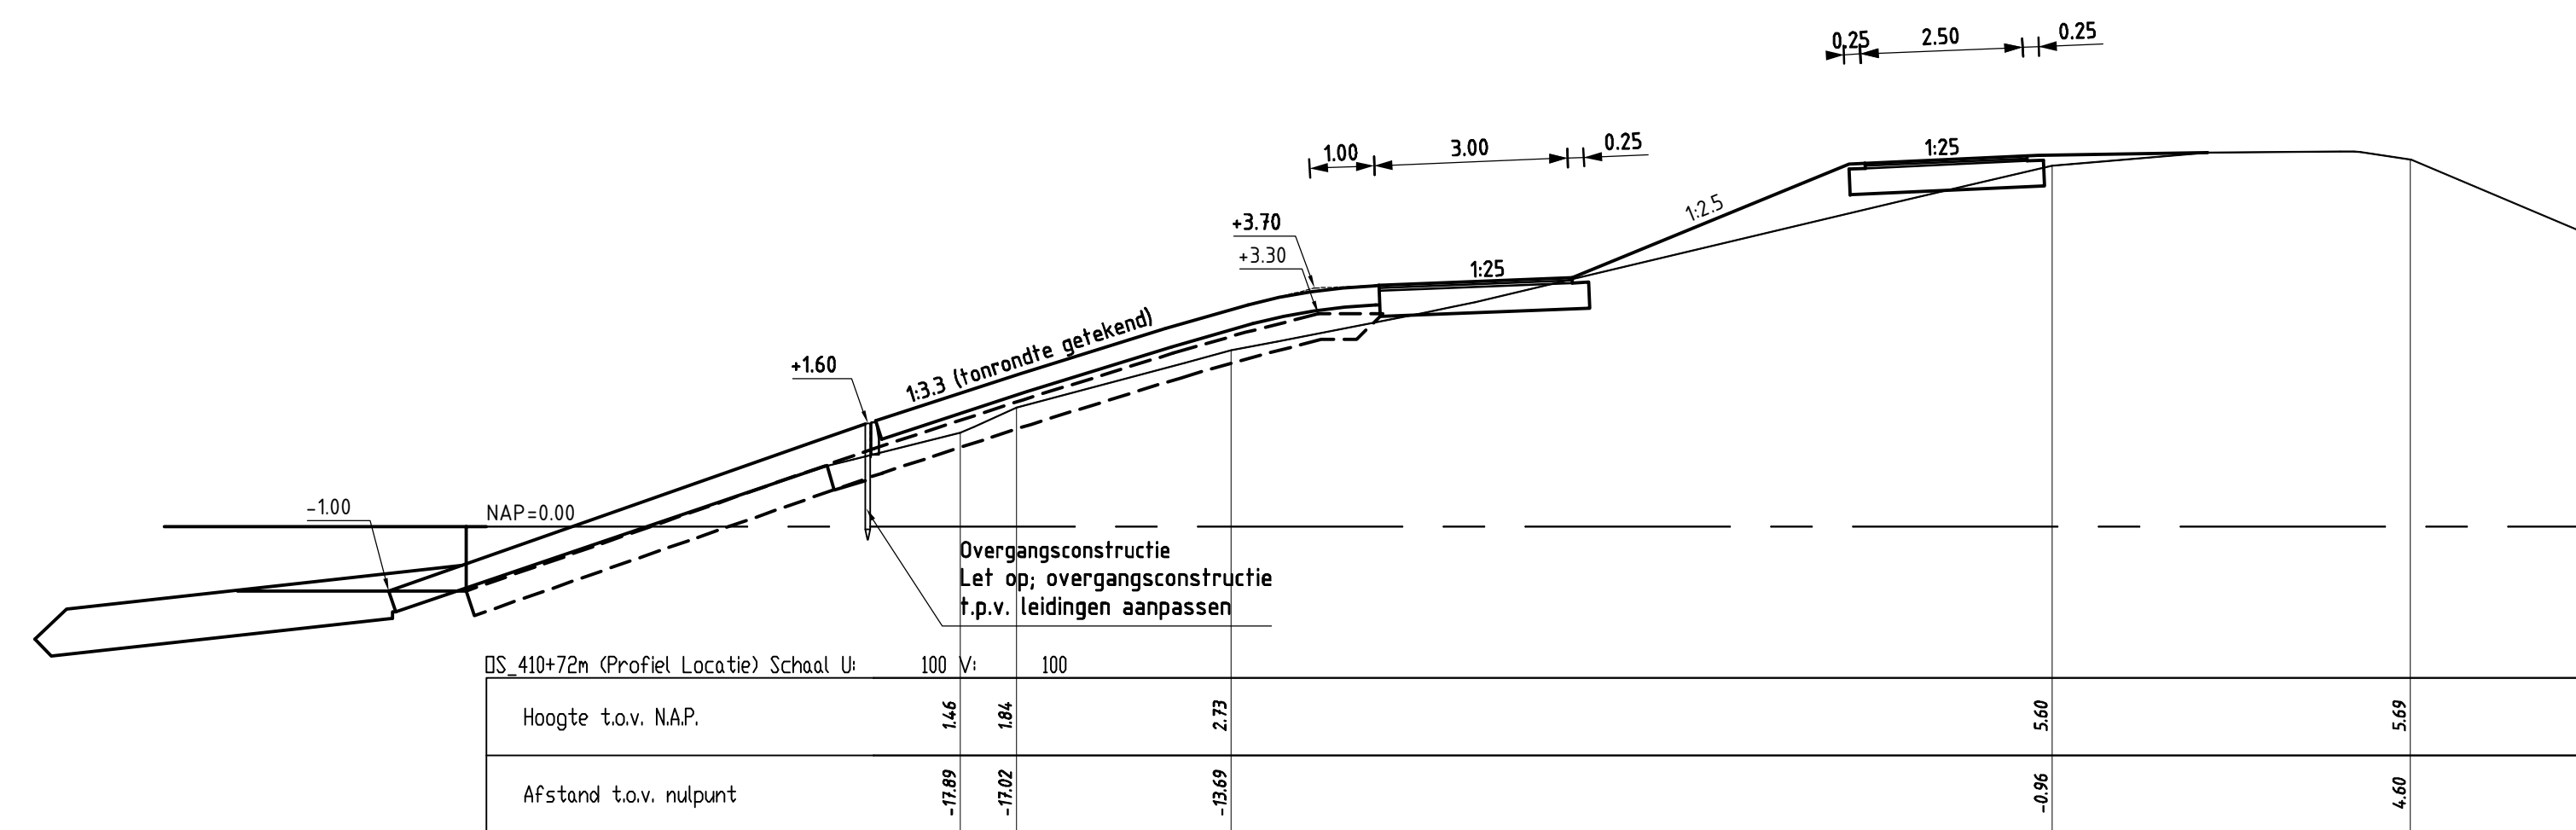 0.25 2.50 0.25
1.00 3.00 0.25
1:25
1:2.5
+3.70
+3.30
1:25
1:3.3 (tonrondte getekend)
+1.60
-1.00
NAP=0.00
Overgangsconstructie
Let op; overgangsconstructie
t.p.v. leidingen aanpassen
S_410+72m (Profiel Locatie) Schaal U: 100 V: 100
Hoogte t.o.v. N.A.P. 1.46 1.84 2.73 5.60 5.69
Afstand t.o.v. nulpunt -17.89 -17.02 -13.69 -0.96 4.60